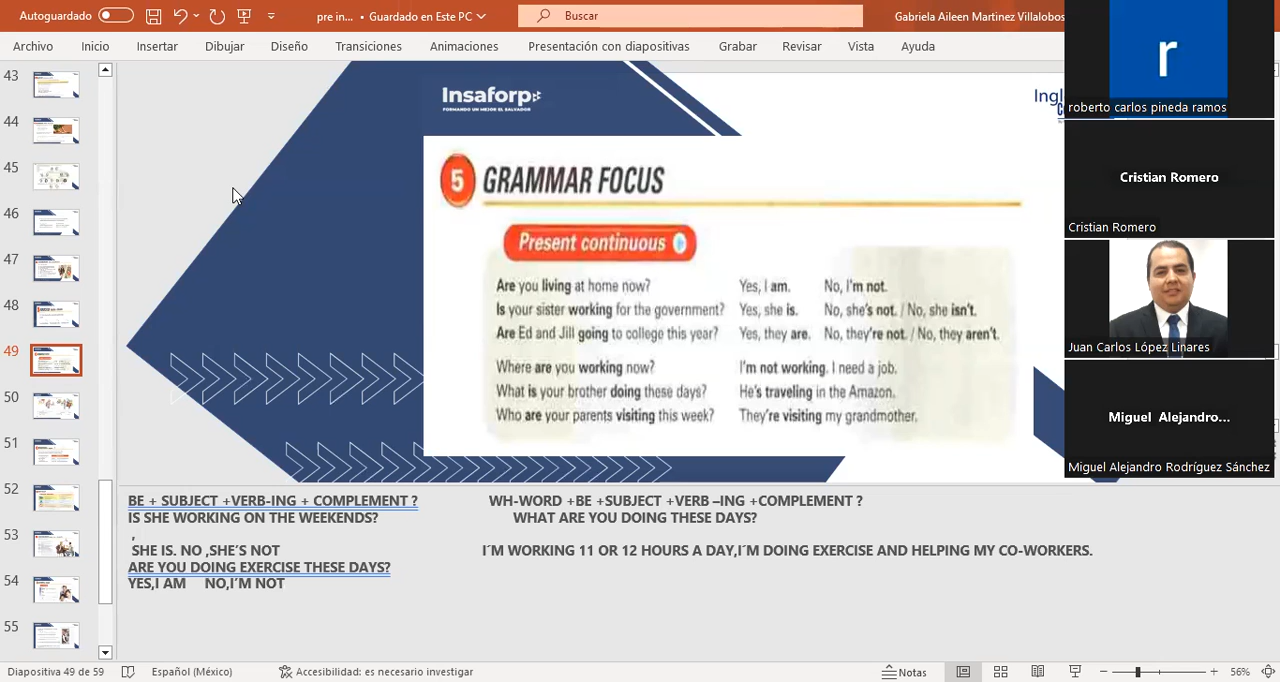 Autoguardado
pre in... • Guardado en Este PC
Buscar
Gabriela Aileen Martinez Villalobos
Archivo Inicio Insertar Dibujar Diseño Transiciones Animaciones Presentación con diapositivas Grabar Revisar Vista Ayuda
43
44
45
46
47
48
49
50
51
52
53
54
55
Insaforp
FORMANDO UN MEJOR EL SALVADOR
Ingl
5 GRAMMAR FOCUS
Present continuous
Are you living at home now? Yes, I am. No, I'm not.
Is your sister working for the government? Yes, she is. No, she's not. / No, she isn't.
Are Ed and Jill going to college this year? Yes, they are. No, they're not. / No, they aren't.
Where are you working now? I'm not working. I need a job.
What is your brother doing these days? He's traveling in the Amazon.
Who are your parents visiting this week? They're visiting my grandmother.
r
roberto carlos pineda ramos
Cristian Romero
Cristian Romero
Juan Carlos López Linares
Miguel Alejandro...
Miguel Alejandro Rodríguez Sánchez
BE + SUBJECT +VERB-ING + COMPLEMENT ? WH-WORD +BE +SUBJECT +VERB –ING +COMPLEMENT ?
IS SHE WORKING ON THE WEEKENDS? WHAT ARE YOU DOING THESE DAYS?
,
SHE IS. NO ,SHE'S NOT I´M WORKING 11 OR 12 HOURS A DAY,I´M DOING EXERCISE AND HELPING MY CO-WORKERS.
ARE YOU DOING EXERCISE THESE DAYS?
YES,I AM NO,I'M NOT
Diapositiva 49 de 59 Español (México) Accesibilidad: es necesario investigar Notas 56%